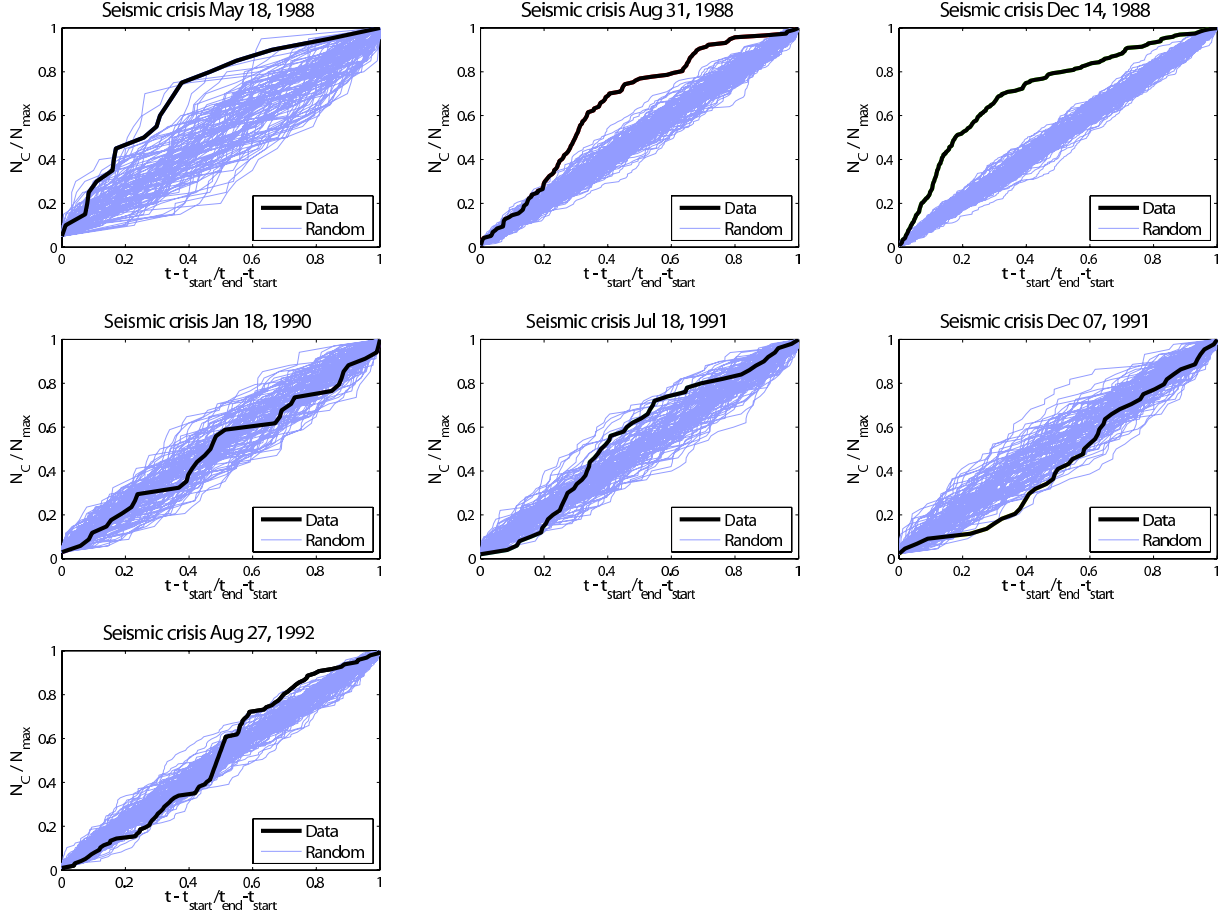 Seismic crisis May 18, 1988
1
0.8
0.6
0.4
0.2
0
N_C / N_max
Data
Random
0 0.2 0.4 0.6 0.8 1
t - t_start/t_end-t_start
Seismic crisis Aug 31, 1988
1
0.8
0.6
0.4
0.2
0
N_C / N_max
Data
Random
0 0.2 0.4 0.6 0.8 1
t - t_start/t_end-t_start
Seismic crisis Dec 14, 1988
1
0.8
0.6
0.4
0.2
0
N_C / N_max
Data
Random
0 0.2 0.4 0.6 0.8 1
t - t_start/t_end-t_start
Seismic crisis Jan 18, 1990
1
0.8
0.6
0.4
0.2
0
N_C / N_max
Data
Random
0 0.2 0.4 0.6 0.8 1
t - t_start/t_end-t_start
Seismic crisis Jul 18, 1991
1
0.8
0.6
0.4
0.2
0
N_C / N_max
Data
Random
0 0.2 0.4 0.6 0.8 1
t - t_start/t_end-t_start
Seismic crisis Dec 07, 1991
1
0.8
0.6
0.4
0.2
0
N_C / N_max
Data
Random
0 0.2 0.4 0.6 0.8 1
t - t_start/t_end-t_start
Seismic crisis Aug 27, 1992
1
0.8
0.6
0.4
0.2
0
N_C / N_max
Data
Random
0 0.2 0.4 0.6 0.8 1
t - t_start/t_end-t_start